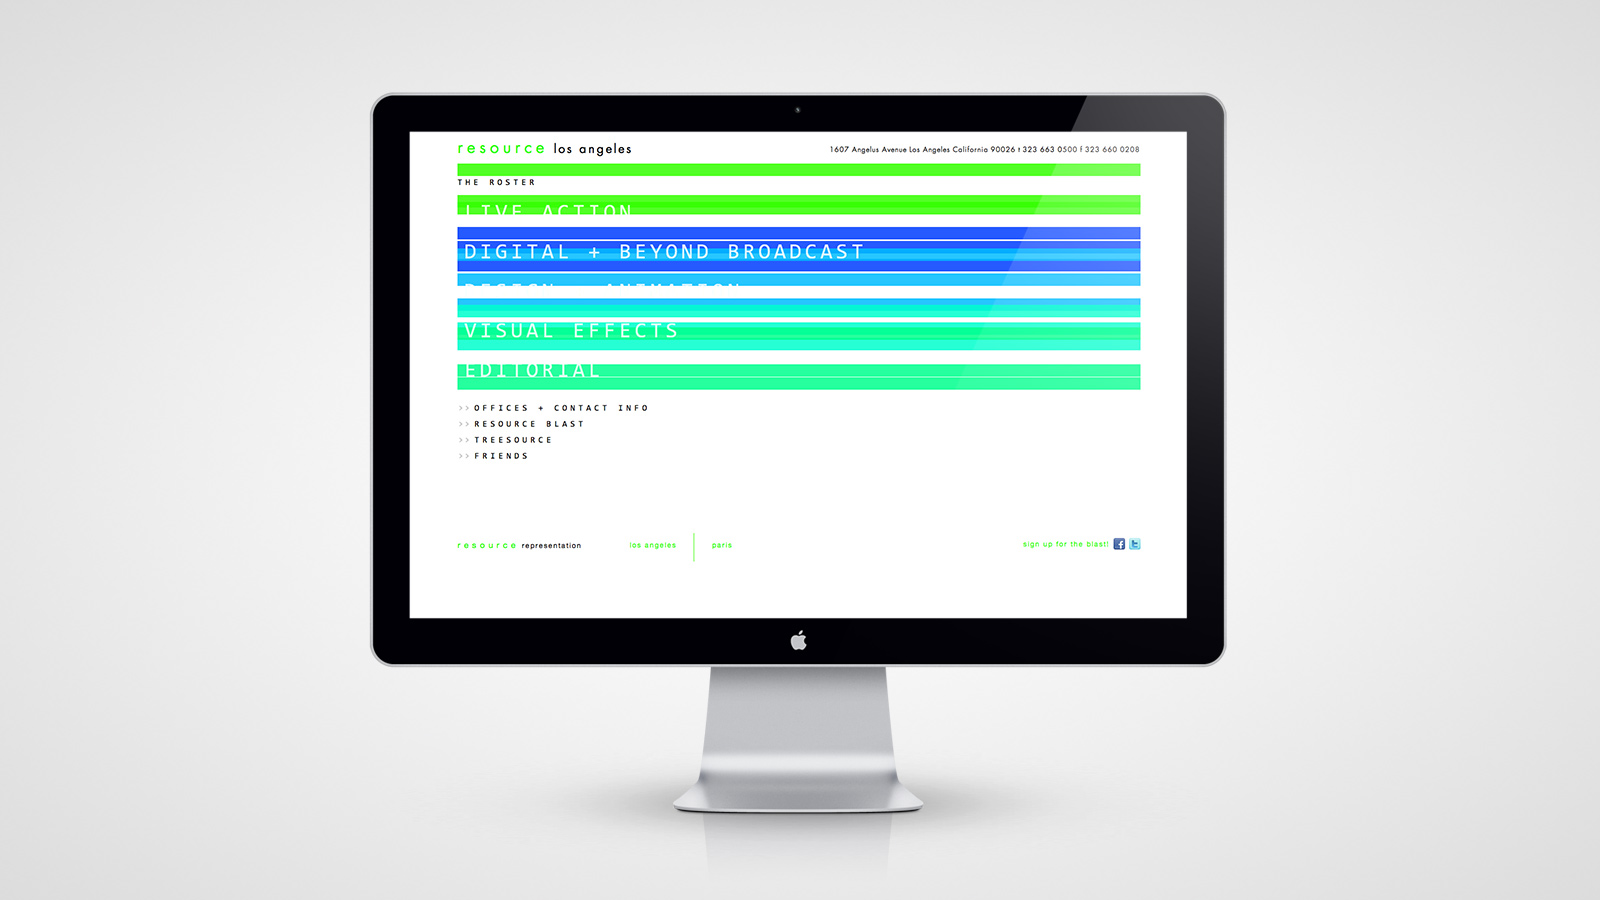 resource los angeles
1607 Angelus Avenue Los Angeles California 90026 t 323 663 0500 f 323 660 0208
THE ROSTER
LIVE ACTION
DIGITAL + BEYOND BROADCAST
DESIGN + ANIMATION
VISUAL EFFECTS
EDITORIAL
>> OFFICES + CONTACT INFO
>> RESOURCE BLAST
>> TREESOURCE
>> FRIENDS
resource representation los angeles paris sign up for the blast!